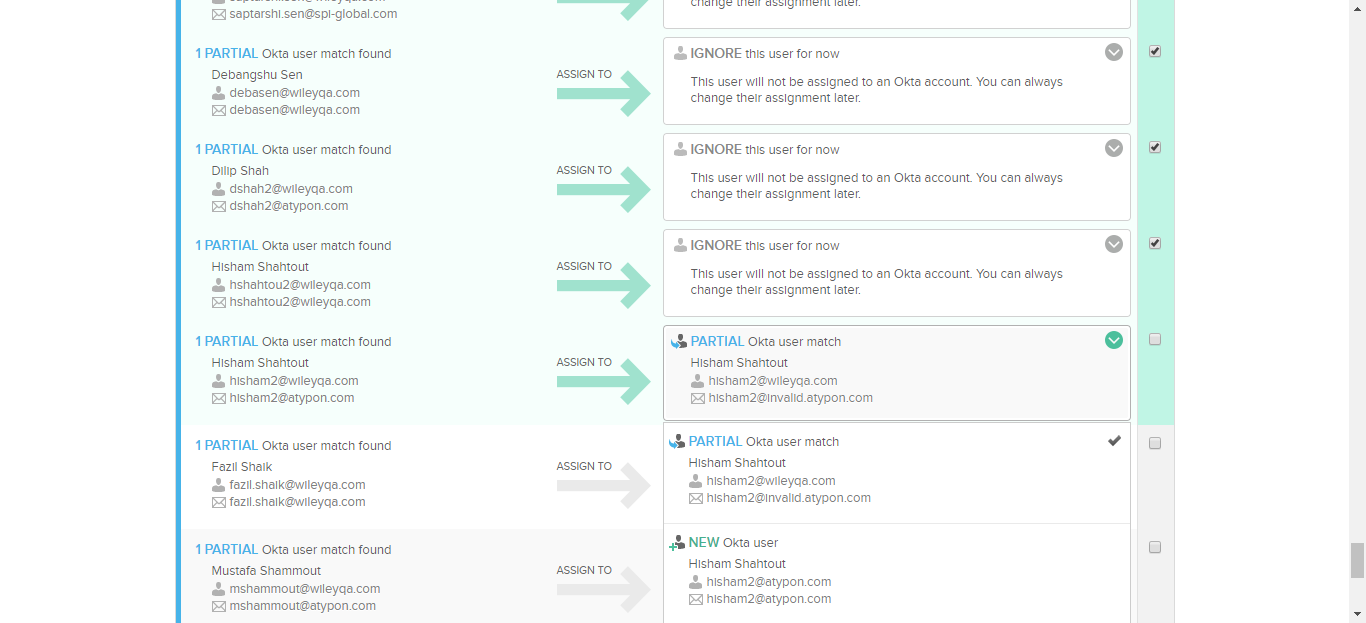 saptarshi.sen@wileyqa.com
saptarshi.sen@spi-global.com
change their assignment later.
1 PARTIAL Okta user match found
Debangshu Sen
debasen@wileyqa.com
debasen@wileyqa.com
ASSIGN TO
IGNORE this user for now
This user will not be assigned to an Okta account. You can always
change their assignment later.
1 PARTIAL Okta user match found
Dilip Shah
dshah2@wileyqa.com
dshah2@atypon.com
ASSIGN TO
IGNORE this user for now
This user will not be assigned to an Okta account. You can always
change their assignment later.
1 PARTIAL Okta user match found
Hisham Shahtout
hshahtou2@wileyqa.com
hshahtou2@wileyqa.com
ASSIGN TO
IGNORE this user for now
This user will not be assigned to an Okta account. You can always
change their assignment later.
1 PARTIAL Okta user match found
Hisham Shahtout
hisham2@wileyqa.com
hisham2@atypon.com
ASSIGN TO
PARTIAL Okta user match
Hisham Shahtout
hisham2@wileyqa.com
hisham2@invalid.atypon.com
1 PARTIAL Okta user match found
Fazil Shaik
fazil.shaik@wileyqa.com
fazil.shaik@wileyqa.com
ASSIGN TO
PARTIAL Okta user match
Hisham Shahtout
hisham2@wileyqa.com
hisham2@invalid.atypon.com
1 PARTIAL Okta user match found
Mustafa Shammout
mshammout@wileyqa.com
mshammout@atypon.com
ASSIGN TO
NEW Okta user
Hisham Shahtout
hisham2@atypon.com
hisham2@atypon.com